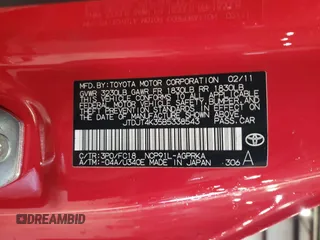 MFD. BY: TOYOTA MOTOR CORPORATION 02/11
GVWR 3230LB GAWR FR 1830LB RR 1830LB
THIS VEHICLE CONFORMS TO ALL APPLICABLE
FEDERAL MOTOR VEHICLE SAFETY, BUMPER, AND
THEFT PREVENTION STANDARDS IN EFFECT ON
THE DATE OF MANUFACTURE SHOWN ABOVE.
PASS. CAR
C/TR: 3P0/FC18 NCP91L-AGPRKA
A/TM: -04A/U340E MADE IN JAPAN 306 A
TOYOTA
DREAMBID